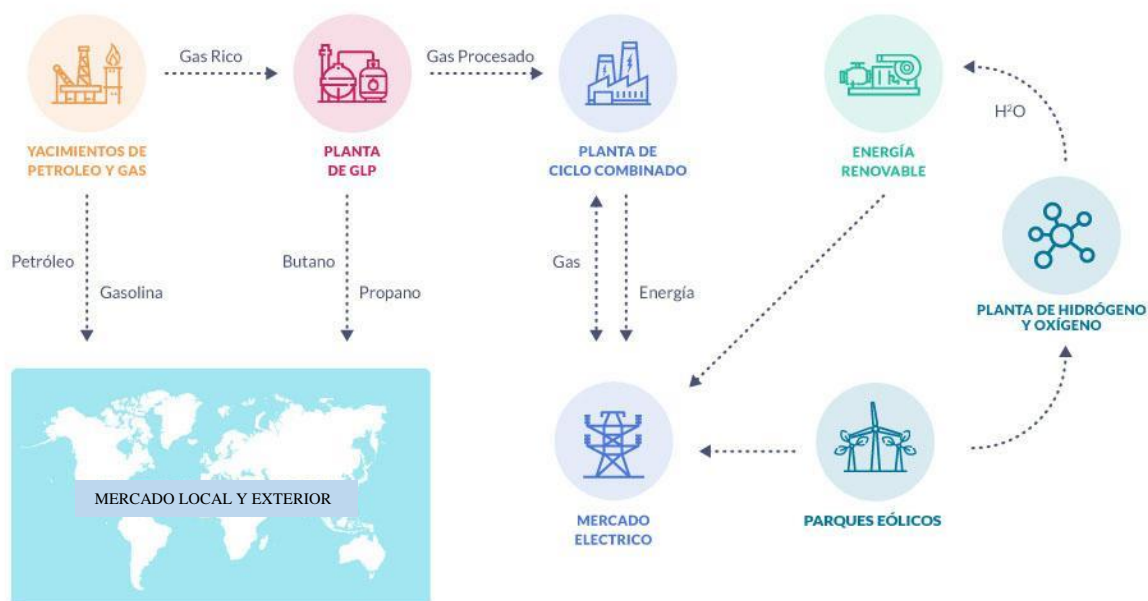 Gas Rico
Gas Procesado
H²O
YACIMIENTOS DE
PETROLEO Y GAS
PLANTA
DE GLP
PLANTA DE
CICLO COMBINADO
ENERGÍA
RENOVABLE
Petróleo
Gasolina
Butano
Propano
Gas
Energía
PLANTA DE HIDRÓGENO
Y OXÍGENO
MERCADO LOCAL Y EXTERIOR
MERCADO
ELECTRICO
PARQUES EÓLICOS